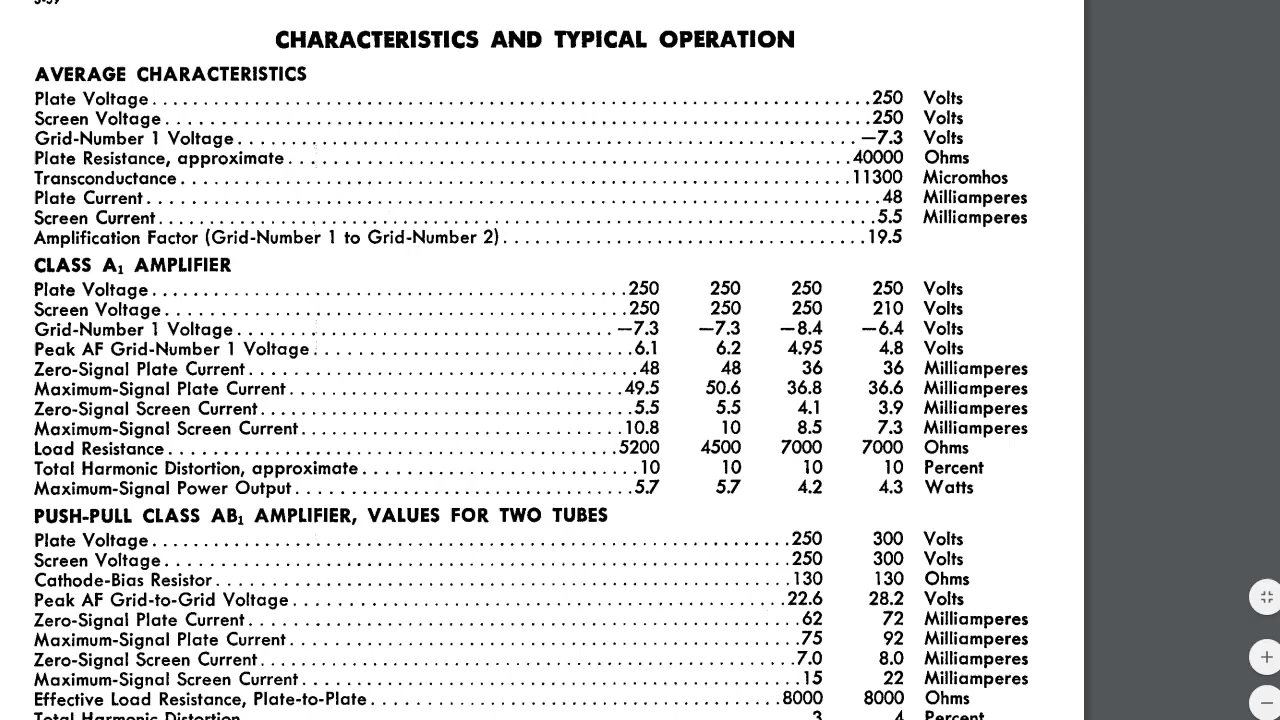 CHARACTERISTICS AND TYPICAL OPERATION
AVERAGE CHARACTERISTICS
Plate Voltage 250 Volts
Screen Voltage 250 Volts
Grid-Number 1 Voltage −7.3 Volts
Plate Resistance, approximate 40000 Ohms
Transconductance 11300 Micromhos
Plate Current 48 Milliamperes
Screen Current 5.5 Milliamperes
Amplification Factor (Grid-Number 1 to Grid-Number 2) 19.5
CLASS A₁ AMPLIFIER
Plate Voltage 250 250 250 250 Volts
Screen Voltage 250 250 250 210 Volts
Grid-Number 1 Voltage −7.3 −7.3 −8.4 −6.4 Volts
Peak AF Grid-Number 1 Voltage 6.1 6.2 4.95 4.8 Volts
Zero-Signal Plate Current 48 48 36 36 Milliamperes
Maximum-Signal Plate Current 49.5 50.6 36.8 36.6 Milliamperes
Zero-Signal Screen Current 5.5 5.5 4.1 3.9 Milliamperes
Maximum-Signal Screen Current 10.8 10 8.5 7.3 Milliamperes
Load Resistance 5200 4500 7000 7000 Ohms
Total Harmonic Distortion, approximate 10 10 10 10 Percent
Maximum-Signal Power Output 5.7 5.7 4.2 4.3 Watts
PUSH-PULL CLASS AB₁ AMPLIFIER, VALUES FOR TWO TUBES
Plate Voltage 250 300 Volts
Screen Voltage 250 300 Volts
Cathode-Bias Resistor 130 130 Ohms
Peak AF Grid-to-Grid Voltage 22.6 28.2 Volts
Zero-Signal Plate Current 62 72 Milliamperes
Maximum-Signal Plate Current 75 92 Milliamperes
Zero-Signal Screen Current 7.0 8.0 Milliamperes
Maximum-Signal Screen Current 15 22 Milliamperes
Effective Load Resistance, Plate-to-Plate 8000 8000 Ohms
Total Harmonic Distortion 3 4 Percent